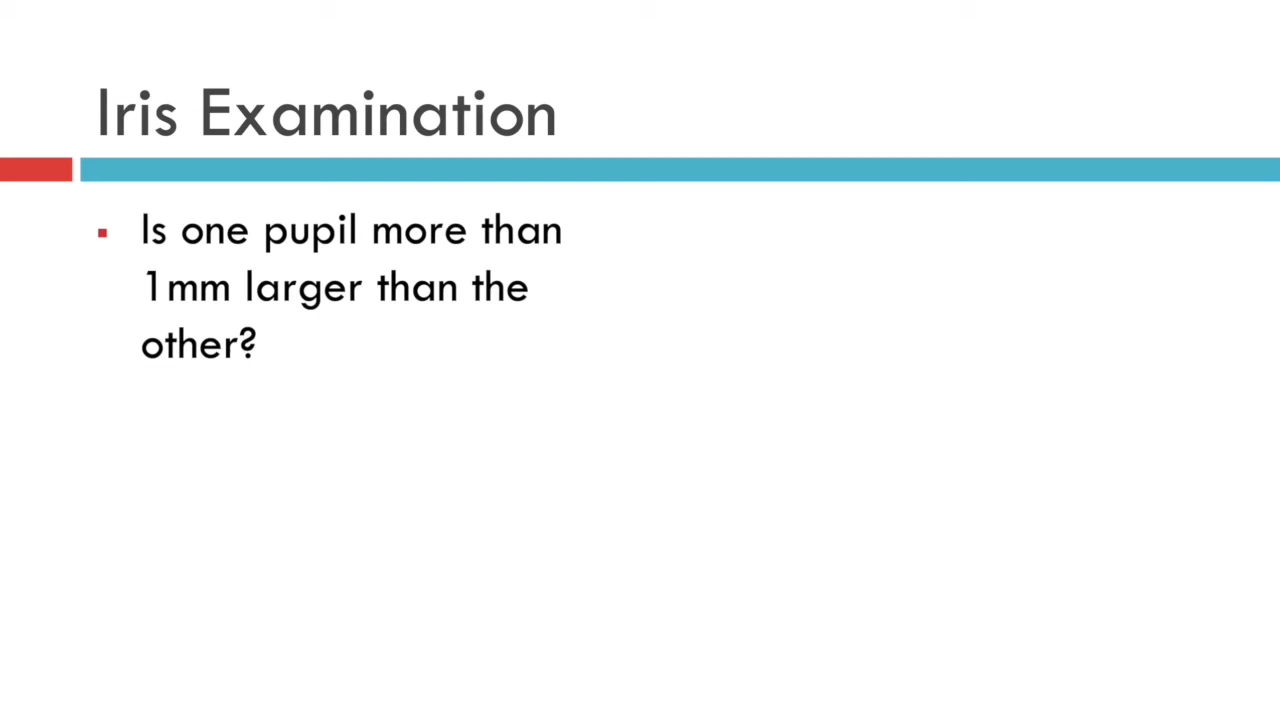 Iris Examination
Is one pupil more than
1mm larger than the
other?